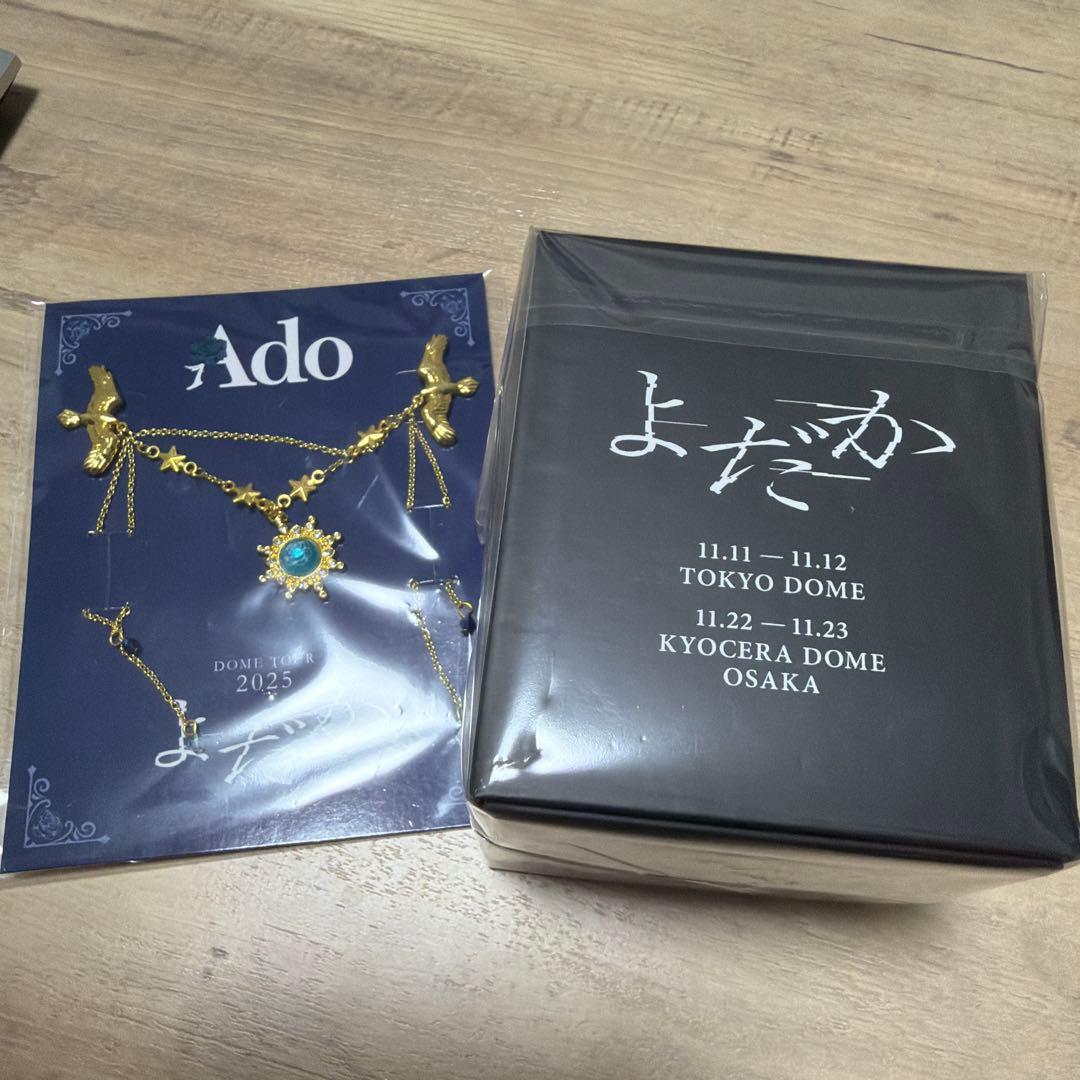 Ado
DOME TOUR
2025
よだか
よだか
11.11 — 11.12
TOKYO DOME
11.22 — 11.23
KYOCERA DOME
OSAKA